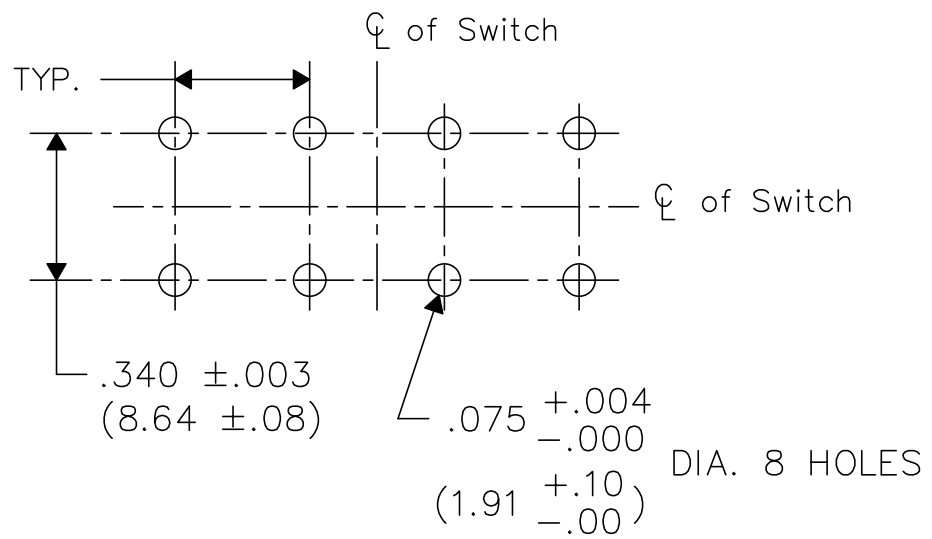 ℄ of Switch
TYP.
℄ of Switch
.340 ±.003
(8.64 ±.08)
.075 +.004
-.000
DIA. 8 HOLES
(1.91 +.10
-.00)